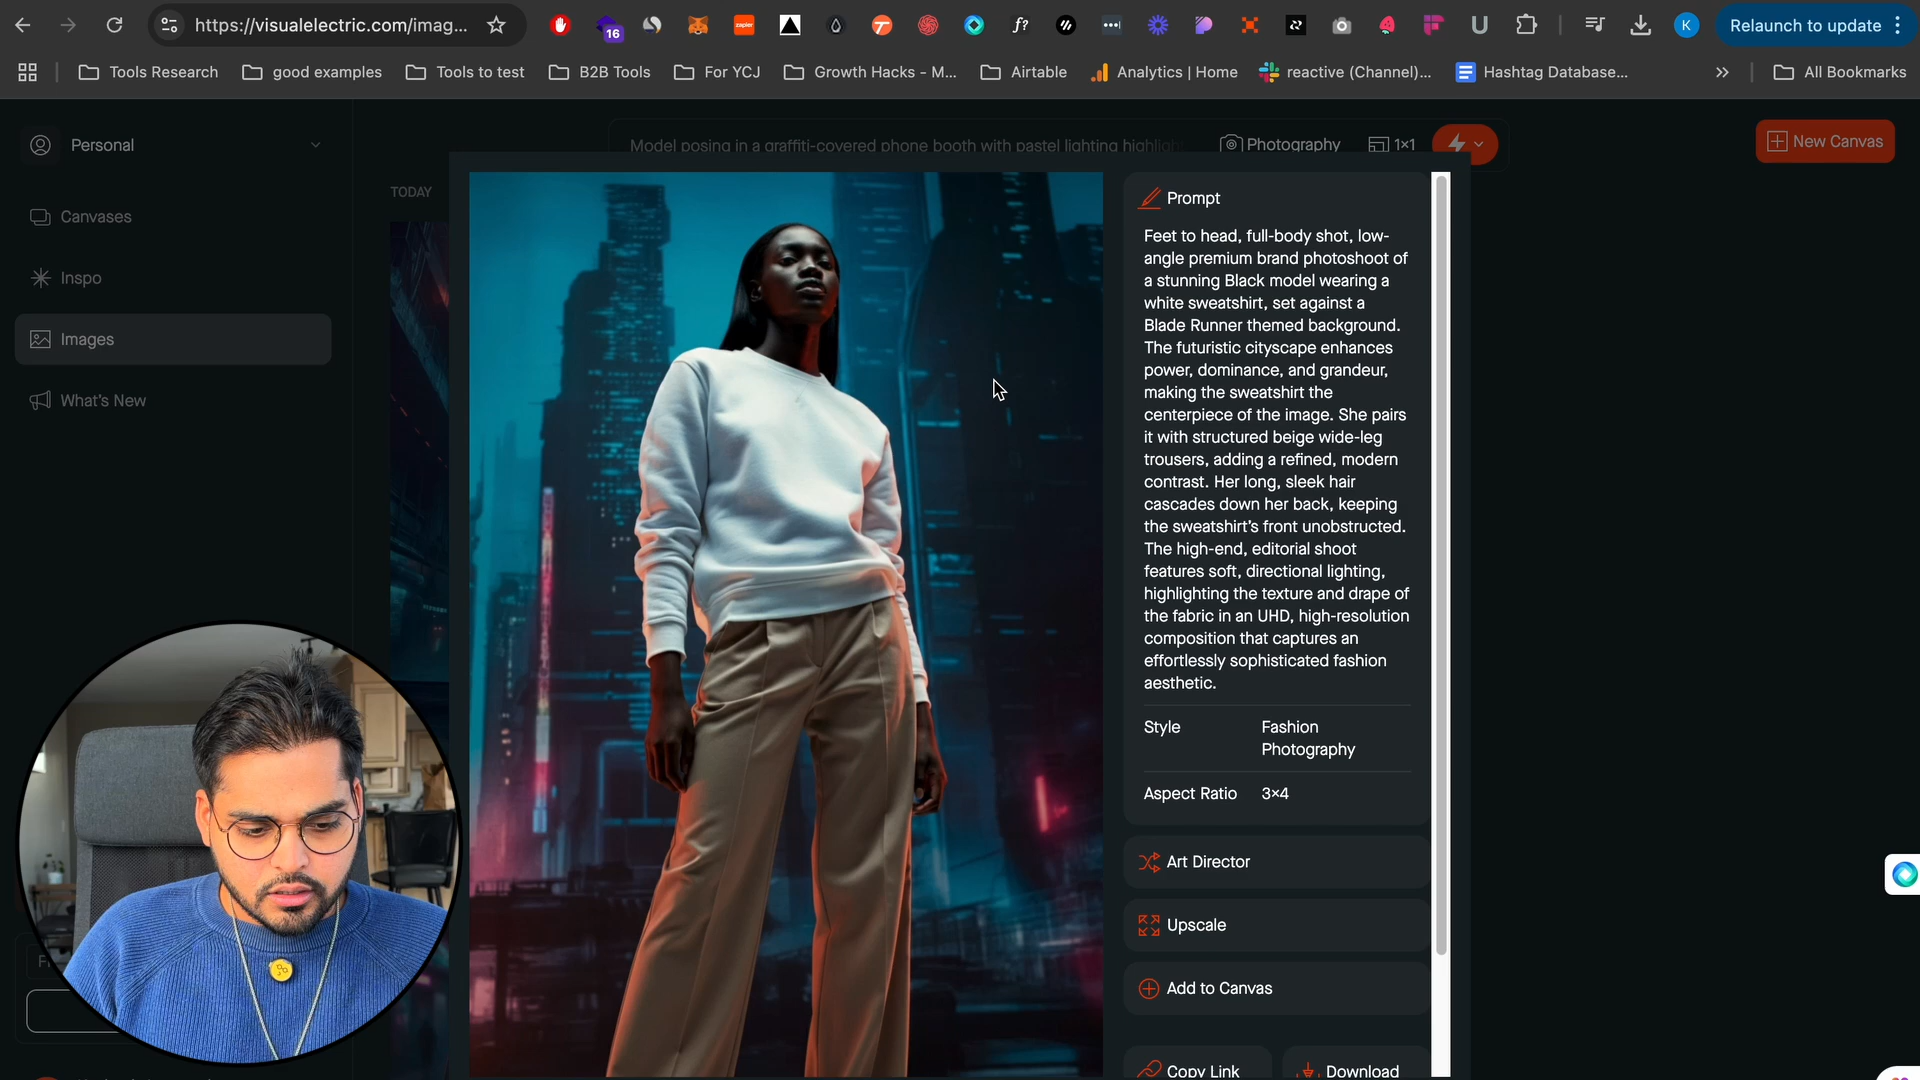 https://visualelectric.com/imag...
16
zapier
f?
U
K
Relaunch to update
Tools Research
good examples
Tools to test
B2B Tools
For YCJ
Growth Hacks - M...
Airtable
Analytics | Home
reactive (Channel)...
Hashtag Database...
All Bookmarks
Personal
Model posing in a graffiti-covered phone booth with pastel lighting highligh
Photography
1×1
New Canvas
TODAY
Canvases
Inspo
Images
What's New
Prompt
Feet to head, full-body shot, low-
angle premium brand photoshoot of
a stunning Black model wearing a
white sweatshirt, set against a
Blade Runner themed background.
The futuristic cityscape enhances
power, dominance, and grandeur,
making the sweatshirt the
centerpiece of the image. She pairs
it with structured beige wide-leg
trousers, adding a refined, modern
contrast. Her long, sleek hair
cascades down her back, keeping
the sweatshirt's front unobstructed.
The high-end, editorial shoot
features soft, directional lighting,
highlighting the texture and drape of
the fabric in an UHD, high-resolution
composition that captures an
effortlessly sophisticated fashion
aesthetic.
Style
Fashion
Photography
Aspect Ratio
3×4
Art Director
Upscale
Add to Canvas
Copy Link
Download